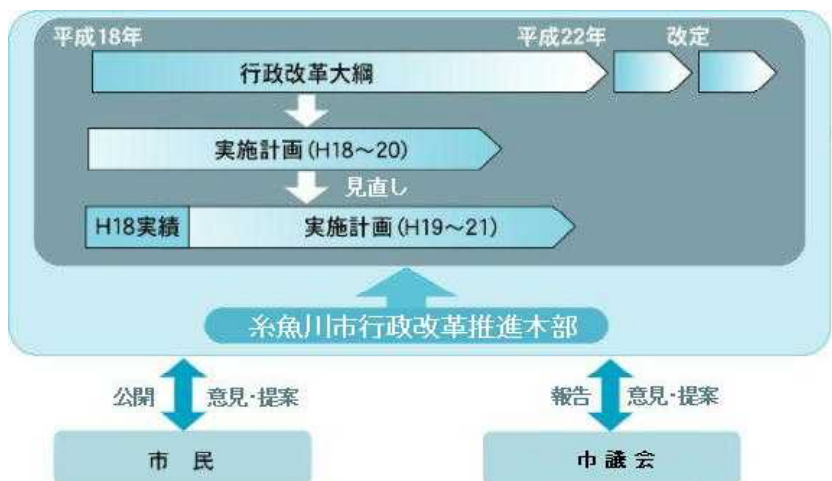 平成18年 平成22年 改定
行政改革大綱
実施計画(H18～20)
見直し
H18実績 実施計画(H19～21)
糸魚川市行政改革推進本部
公開 意見・提案 報告 意見・提案
市民 市議会